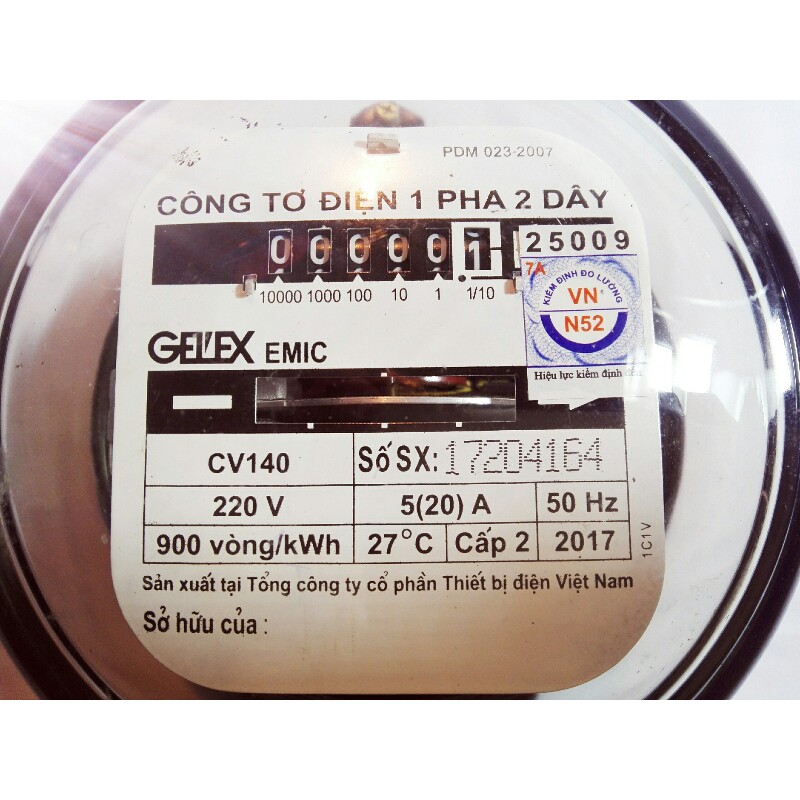 PDM 023-2007
CÔNG TƠ ĐIỆN 1 PHA 2 DÂY
0 0 0 0 0 1
25009
7A
10000 1000 100 10 1 1/10
KIỂM ĐỊNH ĐO LƯỜNG
VN
N52
Hiệu lực kiểm định đến
GELEX EMIC
CV140
Số SX: 17204164
220 V
5(20) A
50 Hz
900 vòng/kWh
27°C
Cấp 2
2017
1C1V
Sản xuất tại Tổng công ty cổ phần Thiết bị điện Việt Nam
Sở hữu của :